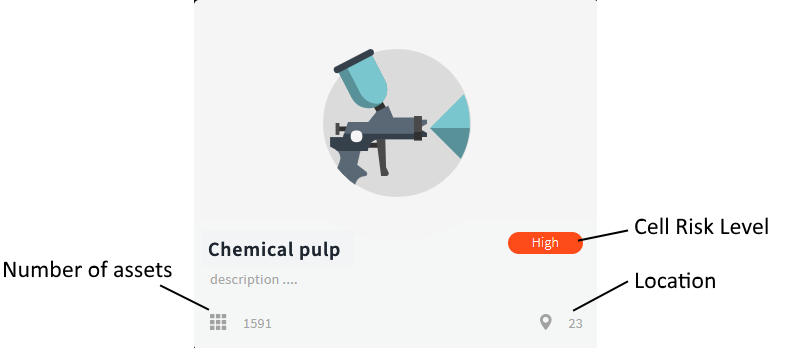 Chemical pulp
High
Cell Risk Level
Number of assets
description ....
Location
1591
23